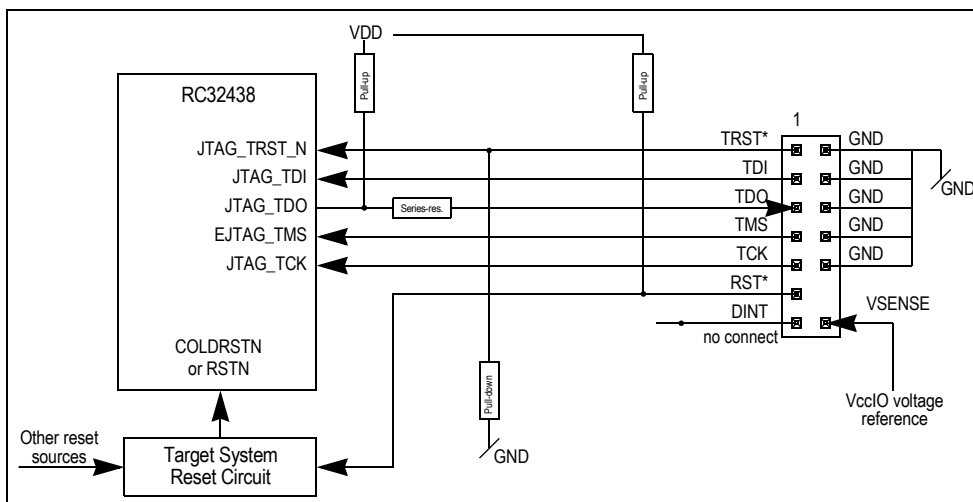 VDD
Pull-up
Pull-up
RC32438
1
JTAG_TRST_N
TRST*
GND
JTAG_TDI
TDI
GND
GND
JTAG_TDO
Series-res.
TDO
GND
EJTAG_TMS
TMS
GND
JTAG_TCK
TCK
GND
RST*
VSENSE
DINT
no connect
COLDRSTN
or RSTN
Pull-down
VccIO voltage
reference
GND
Other reset
sources
Target System
Reset Circuit